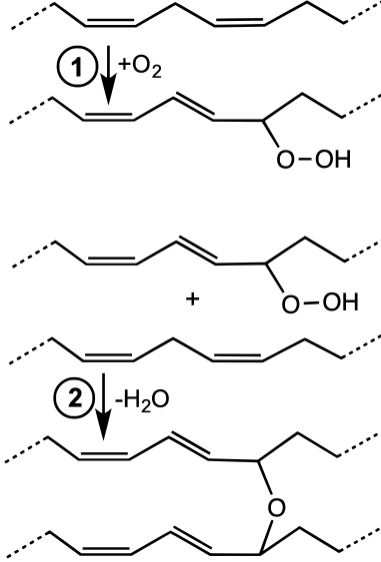 1 +O₂
O–OH
+
O–OH
2 -H₂O
O